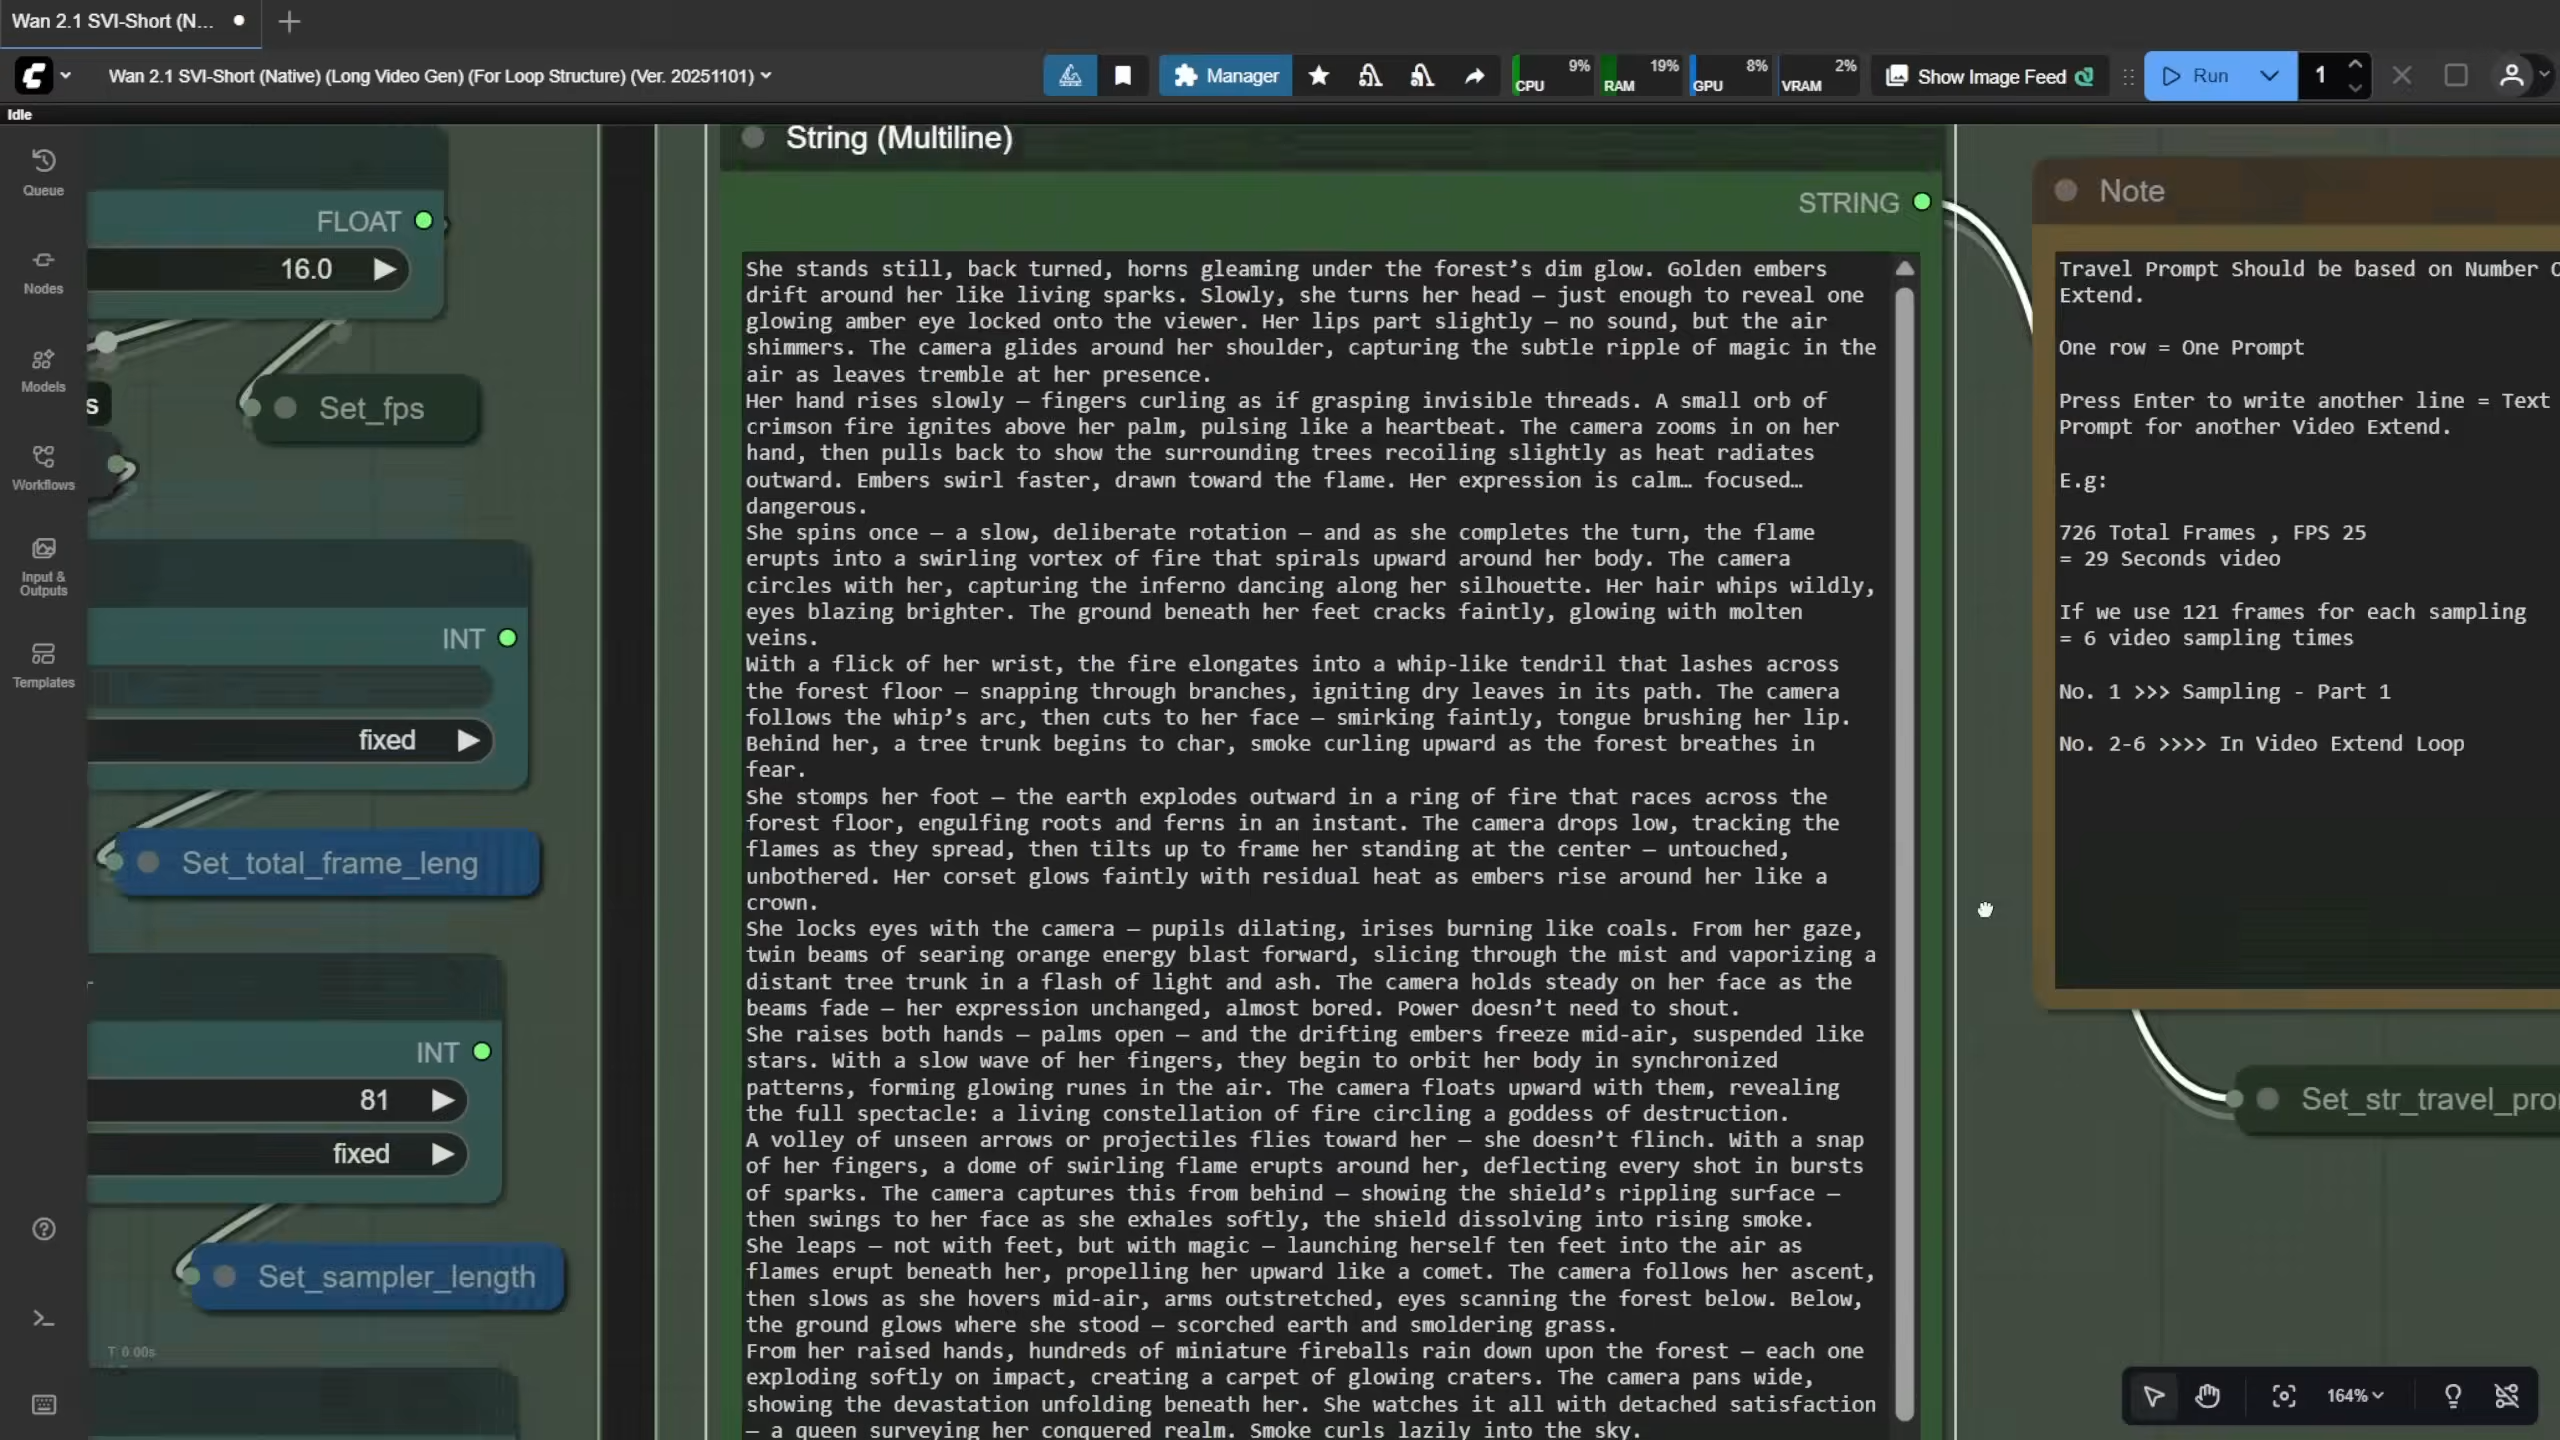 Wan 2.1 SVI-Short (N...
Wan 2.1 SVI-Short (Native) (Long Video Gen) (For Loop Structure) (Ver. 20251101)
Manager
9%
CPU
19%
RAM
8%
GPU
2%
VRAM
Show Image Feed
Run
1
Idle
Queue
Nodes
Models
Workflows
Input &
Outputs
Templates
FLOAT
16.0
s
Set_fps
INT
fixed
Set_total_frame_leng
INT
81
fixed
Set_sampler_length
T: 0.00s
String (Multiline)
STRING
She stands still, back turned, horns gleaming under the forest’s dim glow. Golden embers
drift around her like living sparks. Slowly, she turns her head — just enough to reveal one
glowing amber eye locked onto the viewer. Her lips part slightly — no sound, but the air
shimmers. The camera glides around her shoulder, capturing the subtle ripple of magic in the
air as leaves tremble at her presence.
Her hand rises slowly — fingers curling as if grasping invisible threads. A small orb of
crimson fire ignites above her palm, pulsing like a heartbeat. The camera zooms in on her
hand, then pulls back to show the surrounding trees recoiling slightly as heat radiates
outward. Embers swirl faster, drawn toward the flame. Her expression is calm… focused…
dangerous.
She spins once — a slow, deliberate rotation — and as she completes the turn, the flame
erupts into a swirling vortex of fire that spirals upward around her body. The camera
circles with her, capturing the inferno dancing along her silhouette. Her hair whips wildly,
eyes blazing brighter. The ground beneath her feet cracks faintly, glowing with molten
veins.
With a flick of her wrist, the fire elongates into a whip-like tendril that lashes across
the forest floor — snapping through branches, igniting dry leaves in its path. The camera
follows the whip’s arc, then cuts to her face — smirking faintly, tongue brushing her lip.
Behind her, a tree trunk begins to char, smoke curling upward as the forest breathes in
fear.
She stomps her foot — the earth explodes outward in a ring of fire that races across the
forest floor, engulfing roots and ferns in an instant. The camera drops low, tracking the
flames as they spread, then tilts up to frame her standing at the center — untouched,
unbothered. Her corset glows faintly with residual heat as embers rise around her like a
crown.
She locks eyes with the camera — pupils dilating, irises burning like coals. From her gaze,
twin beams of searing orange energy blast forward, slicing through the mist and vaporizing a
distant tree trunk in a flash of light and ash. The camera holds steady on her face as the
beams fade — her expression unchanged, almost bored. Power doesn’t need to shout.
She raises both hands — palms open — and the drifting embers freeze mid-air, suspended like
stars. With a slow wave of her fingers, they begin to orbit her body in synchronized
patterns, forming glowing runes in the air. The camera floats upward with them, revealing
the full spectacle: a living constellation of fire circling a goddess of destruction.
A volley of unseen arrows or projectiles flies toward her — she doesn’t flinch. With a snap
of her fingers, a dome of swirling flame erupts around her, deflecting every shot in bursts
of sparks. The camera captures this from behind — showing the shield’s rippling surface —
then swings to her face as she exhales softly, the shield dissolving into rising smoke.
She leaps — not with feet, but with magic — launching herself ten feet into the air as
flames erupt beneath her, propelling her upward like a comet. The camera follows her ascent,
then slows as she hovers mid-air, arms outstretched, eyes scanning the forest below. Below,
the ground glows where she stood — scorched earth and smoldering grass.
From her raised hands, hundreds of miniature fireballs rain down upon the forest — each one
exploding softly on impact, creating a carpet of glowing craters. The camera pans wide,
showing the devastation unfolding beneath her. She watches it all with detached satisfaction
— a queen surveying her conquered realm. Smoke curls lazily into the sky.
Note
Travel Prompt Should be based on Number O
Extend.
One row = One Prompt
Press Enter to write another line = Text
Prompt for another Video Extend.
E.g:
726 Total Frames , FPS 25
= 29 Seconds video
If we use 121 frames for each sampling
= 6 video sampling times
No. 1 >>> Sampling - Part 1
No. 2-6 >>>> In Video Extend Loop
Set_str_travel_pro
164%